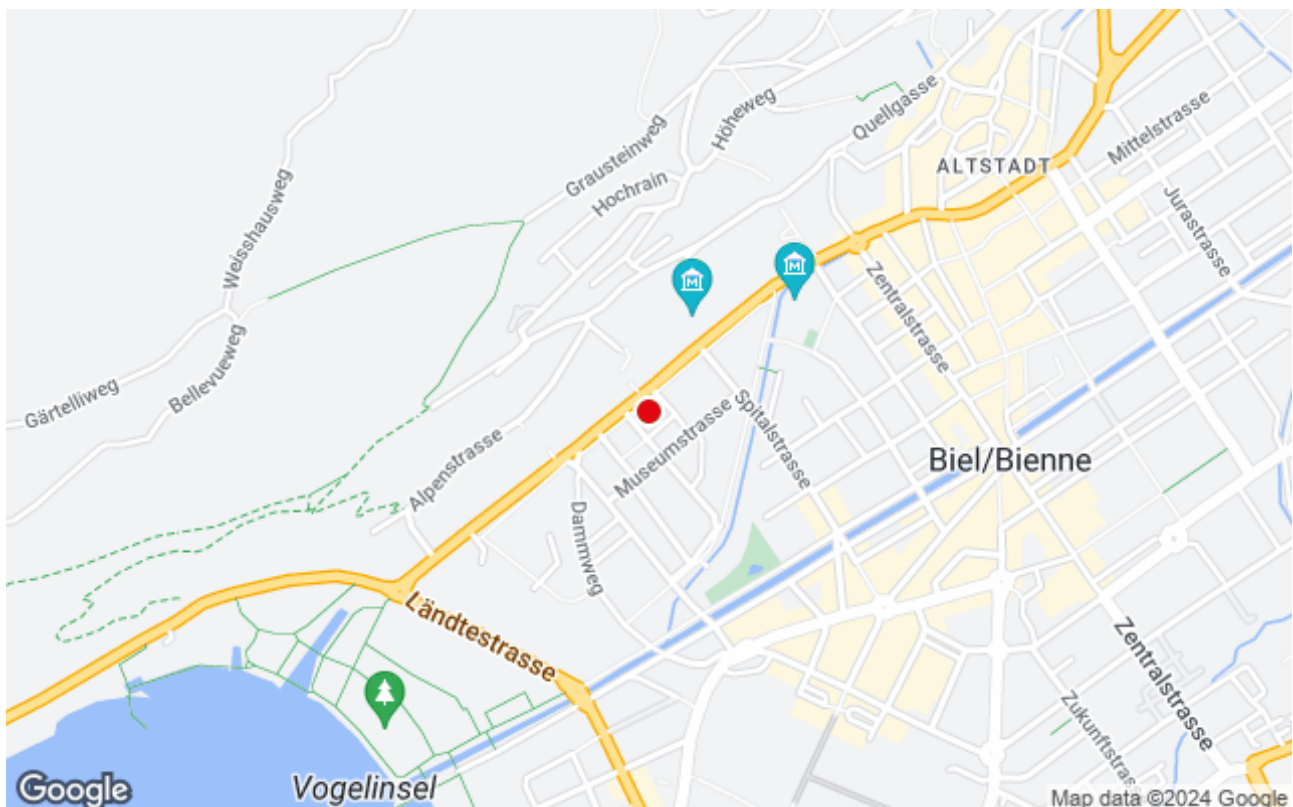 Quellgasse
Höheweg
Mittelstrasse
Grausteinweg
ALTSTADT
Hochrain
Jurastrasse
Weisshausweg
Zentralstrasse
Bellevueweg
Gärtelliweg
Spitalstrasse
Museumstrasse
Alpenstrasse
Biel/Bienne
Dammweg
Ländtestrasse
Zentralstrasse
Zukunftstras
Vogelinsel
Google
Map data ©2024 Google
M
M